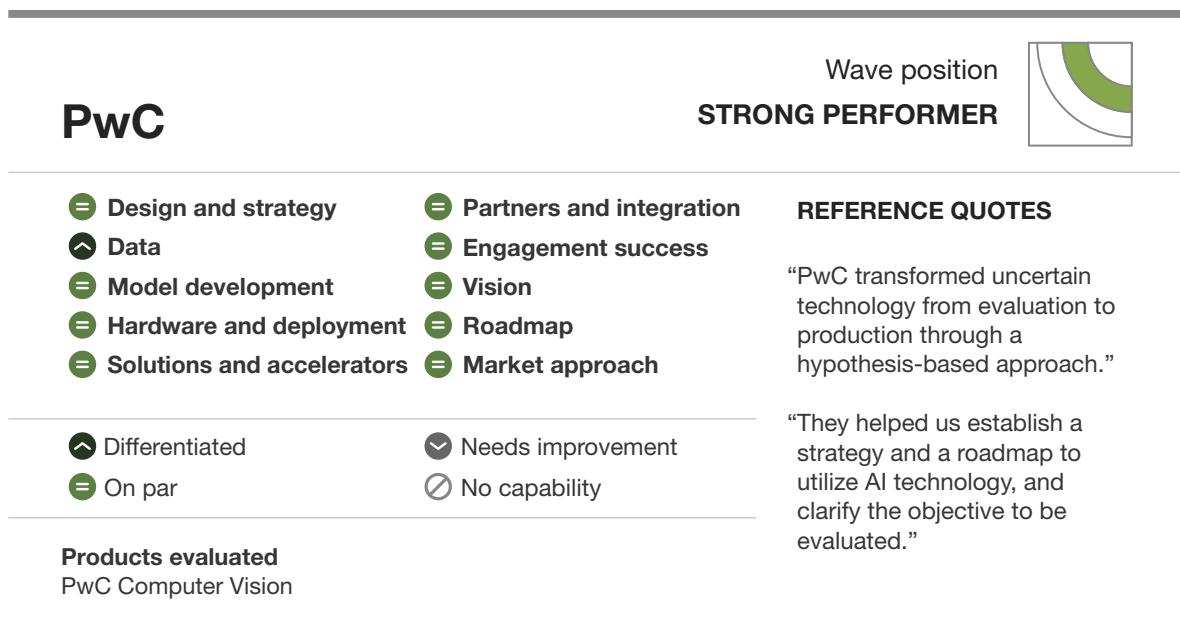 Wave position
STRONG PERFORMER
PwC
Design and strategy
Data
Model development
Hardware and deployment
Solutions and accelerators
Partners and integration
Engagement success
Vision
Roadmap
Market approach
Differentiated
On par
Needs improvement
No capability
Products evaluated
PwC Computer Vision
REFERENCE QUOTES
“PwC transformed uncertain
technology from evaluation to
production through a
hypothesis-based approach.”
“They helped us establish a
strategy and a roadmap to
utilize AI technology, and
clarify the objective to be
evaluated.”